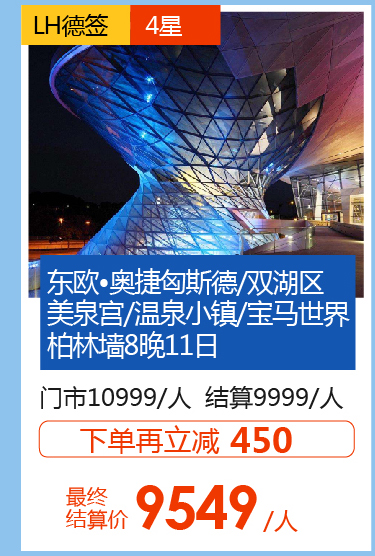 LH德签 4星
东欧•奥捷匈斯德/双湖区
美泉宫/温泉小镇/宝马世界
柏林墙8晚11日
门市10999/人 结算9999/人
下单再立减 450
最终
结算价 9549/人